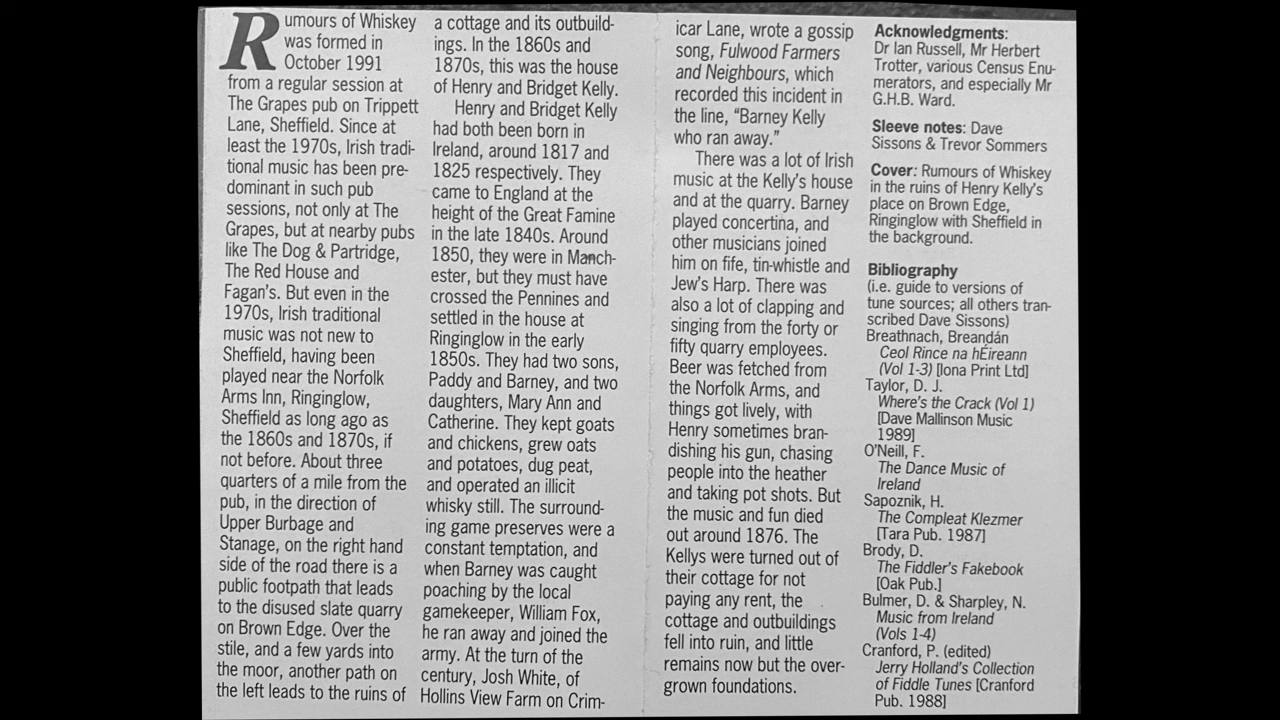 Rumours of Whiskey
was formed in
October 1991
from a regular session at
The Grapes pub on Trippett
Lane, Sheffield. Since at
least the 1970s, Irish tradi-
tional music has been pre-
dominant in such pub
sessions, not only at The
Grapes, but at nearby pubs
like The Dog & Partridge,
The Red House and
Fagan's. But even in the
1970s, Irish traditional
music was not new to
Sheffield, having been
played near the Norfolk
Arms Inn, Ringinglow,
Sheffield as long ago as
the 1860s and 1870s, if
not before. About three
quarters of a mile from the
pub, in the direction of
Upper Burbage and
Stanage, on the right hand
side of the road there is a
public footpath that leads
to the disused slate quarry
on Brown Edge. Over the
stile, and a few yards into
the moor, another path on
the left leads to the ruins of
a cottage and its outbuild-
ings. In the 1860s and
1870s, this was the house
of Henry and Bridget Kelly.
Henry and Bridget Kelly
had both been born in
Ireland, around 1817 and
1825 respectively. They
came to England at the
height of the Great Famine
in the late 1840s. Around
1850, they were in Manch-
ester, but they must have
crossed the Pennines and
settled in the house at
Ringinglow in the early
1850s. They had two sons,
Paddy and Barney, and two
daughters, Mary Ann and
Catherine. They kept goats
and chickens, grew oats
and potatoes, dug peat,
and operated an illicit
whisky still. The surround-
ing game preserves were a
constant temptation, and
when Barney was caught
poaching by the local
gamekeeper, William Fox,
he ran away and joined the
army. At the turn of the
century, Josh White, of
Hollins View Farm on Crim-
icar Lane, wrote a gossip
song, Fulwood Farmers
and Neighbours, which
recorded this incident in
the line, “Barney Kelly
who ran away.”
There was a lot of Irish
music at the Kelly's house
and at the quarry. Barney
played concertina, and
other musicians joined
him on fife, tin-whistle and
Jew's Harp. There was
also a lot of clapping and
singing from the forty or
fifty quarry employees.
Beer was fetched from
the Norfolk Arms, and
things got lively, with
Henry sometimes bran-
dishing his gun, chasing
people into the heather
and taking pot shots. But
the music and fun died
out around 1876. The
Kellys were turned out of
their cottage for not
paying any rent, the
cottage and outbuildings
fell into ruin, and little
remains now but the over-
grown foundations.
Acknowledgments:
Dr Ian Russell, Mr Herbert
Trotter, various Census Enu-
merators, and especially Mr
G.H.B. Ward.
Sleeve notes: Dave
Sissons & Trevor Sommers
Cover: Rumours of Whiskey
in the ruins of Henry Kelly's
place on Brown Edge,
Ringinglow with Sheffield in
the background.
Bibliography
(i.e. guide to versions of
tune sources; all others tran-
scribed Dave Sissons)
Breathnach, Breandán
Ceol Rince na hÉireann
(Vol 1-3) [Iona Print Ltd]
Taylor, D. J.
Where's the Crack (Vol 1)
[Dave Mallinson Music
1989]
O'Neill, F.
The Dance Music of
Ireland
Sapoznik, H.
The Compleat Klezmer
[Tara Pub. 1987]
Brody, D.
The Fiddler's Fakebook
[Oak Pub.]
Bulmer, D. & Sharpley, N.
Music from Ireland
(Vols 1-4)
Cranford, P. (edited)
Jerry Holland's Collection
of Fiddle Tunes [Cranford
Pub. 1988]